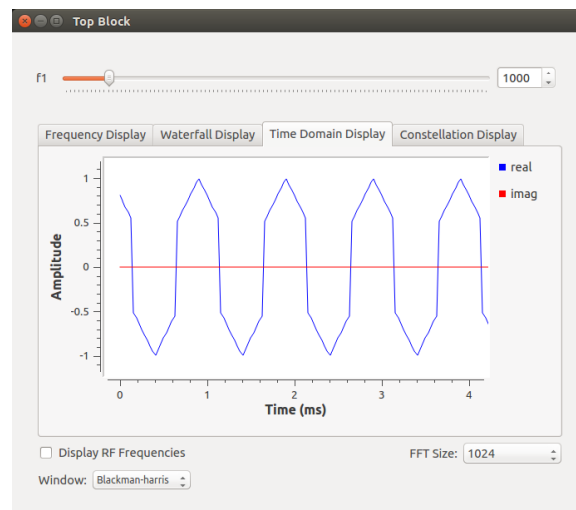 Top Block
f1 1000
Frequency Display Waterfall Display Time Domain Display Constellation Display
real
imag
Amplitude
1
0.5
0
-0.5
-1
0 1 2 3 4
Time (ms)
Display RF Frequencies FFT Size: 1024
Window: Blackman-harris